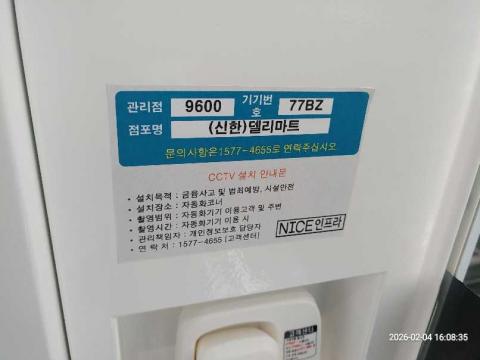 관리점 9600 기기번호 77BZ
점포명 (신한)델리마트
문의사항은1577-4655로 연락주십시오
CCTV 설치 안내문
• 설치목적 : 금융사고 및 범죄예방, 시설안전
• 설치장소 : 자동화코너
• 촬영범위 : 자동화기기 이용고객 및 주변
• 촬영시간 : 자동화기기 이용 시
• 관리책임자 : 개인정보보호 담당자
• 연 락 처 : 1577-4655 [고객센터]
NICE인프라
고객센터
2026-02-04 16:08:35